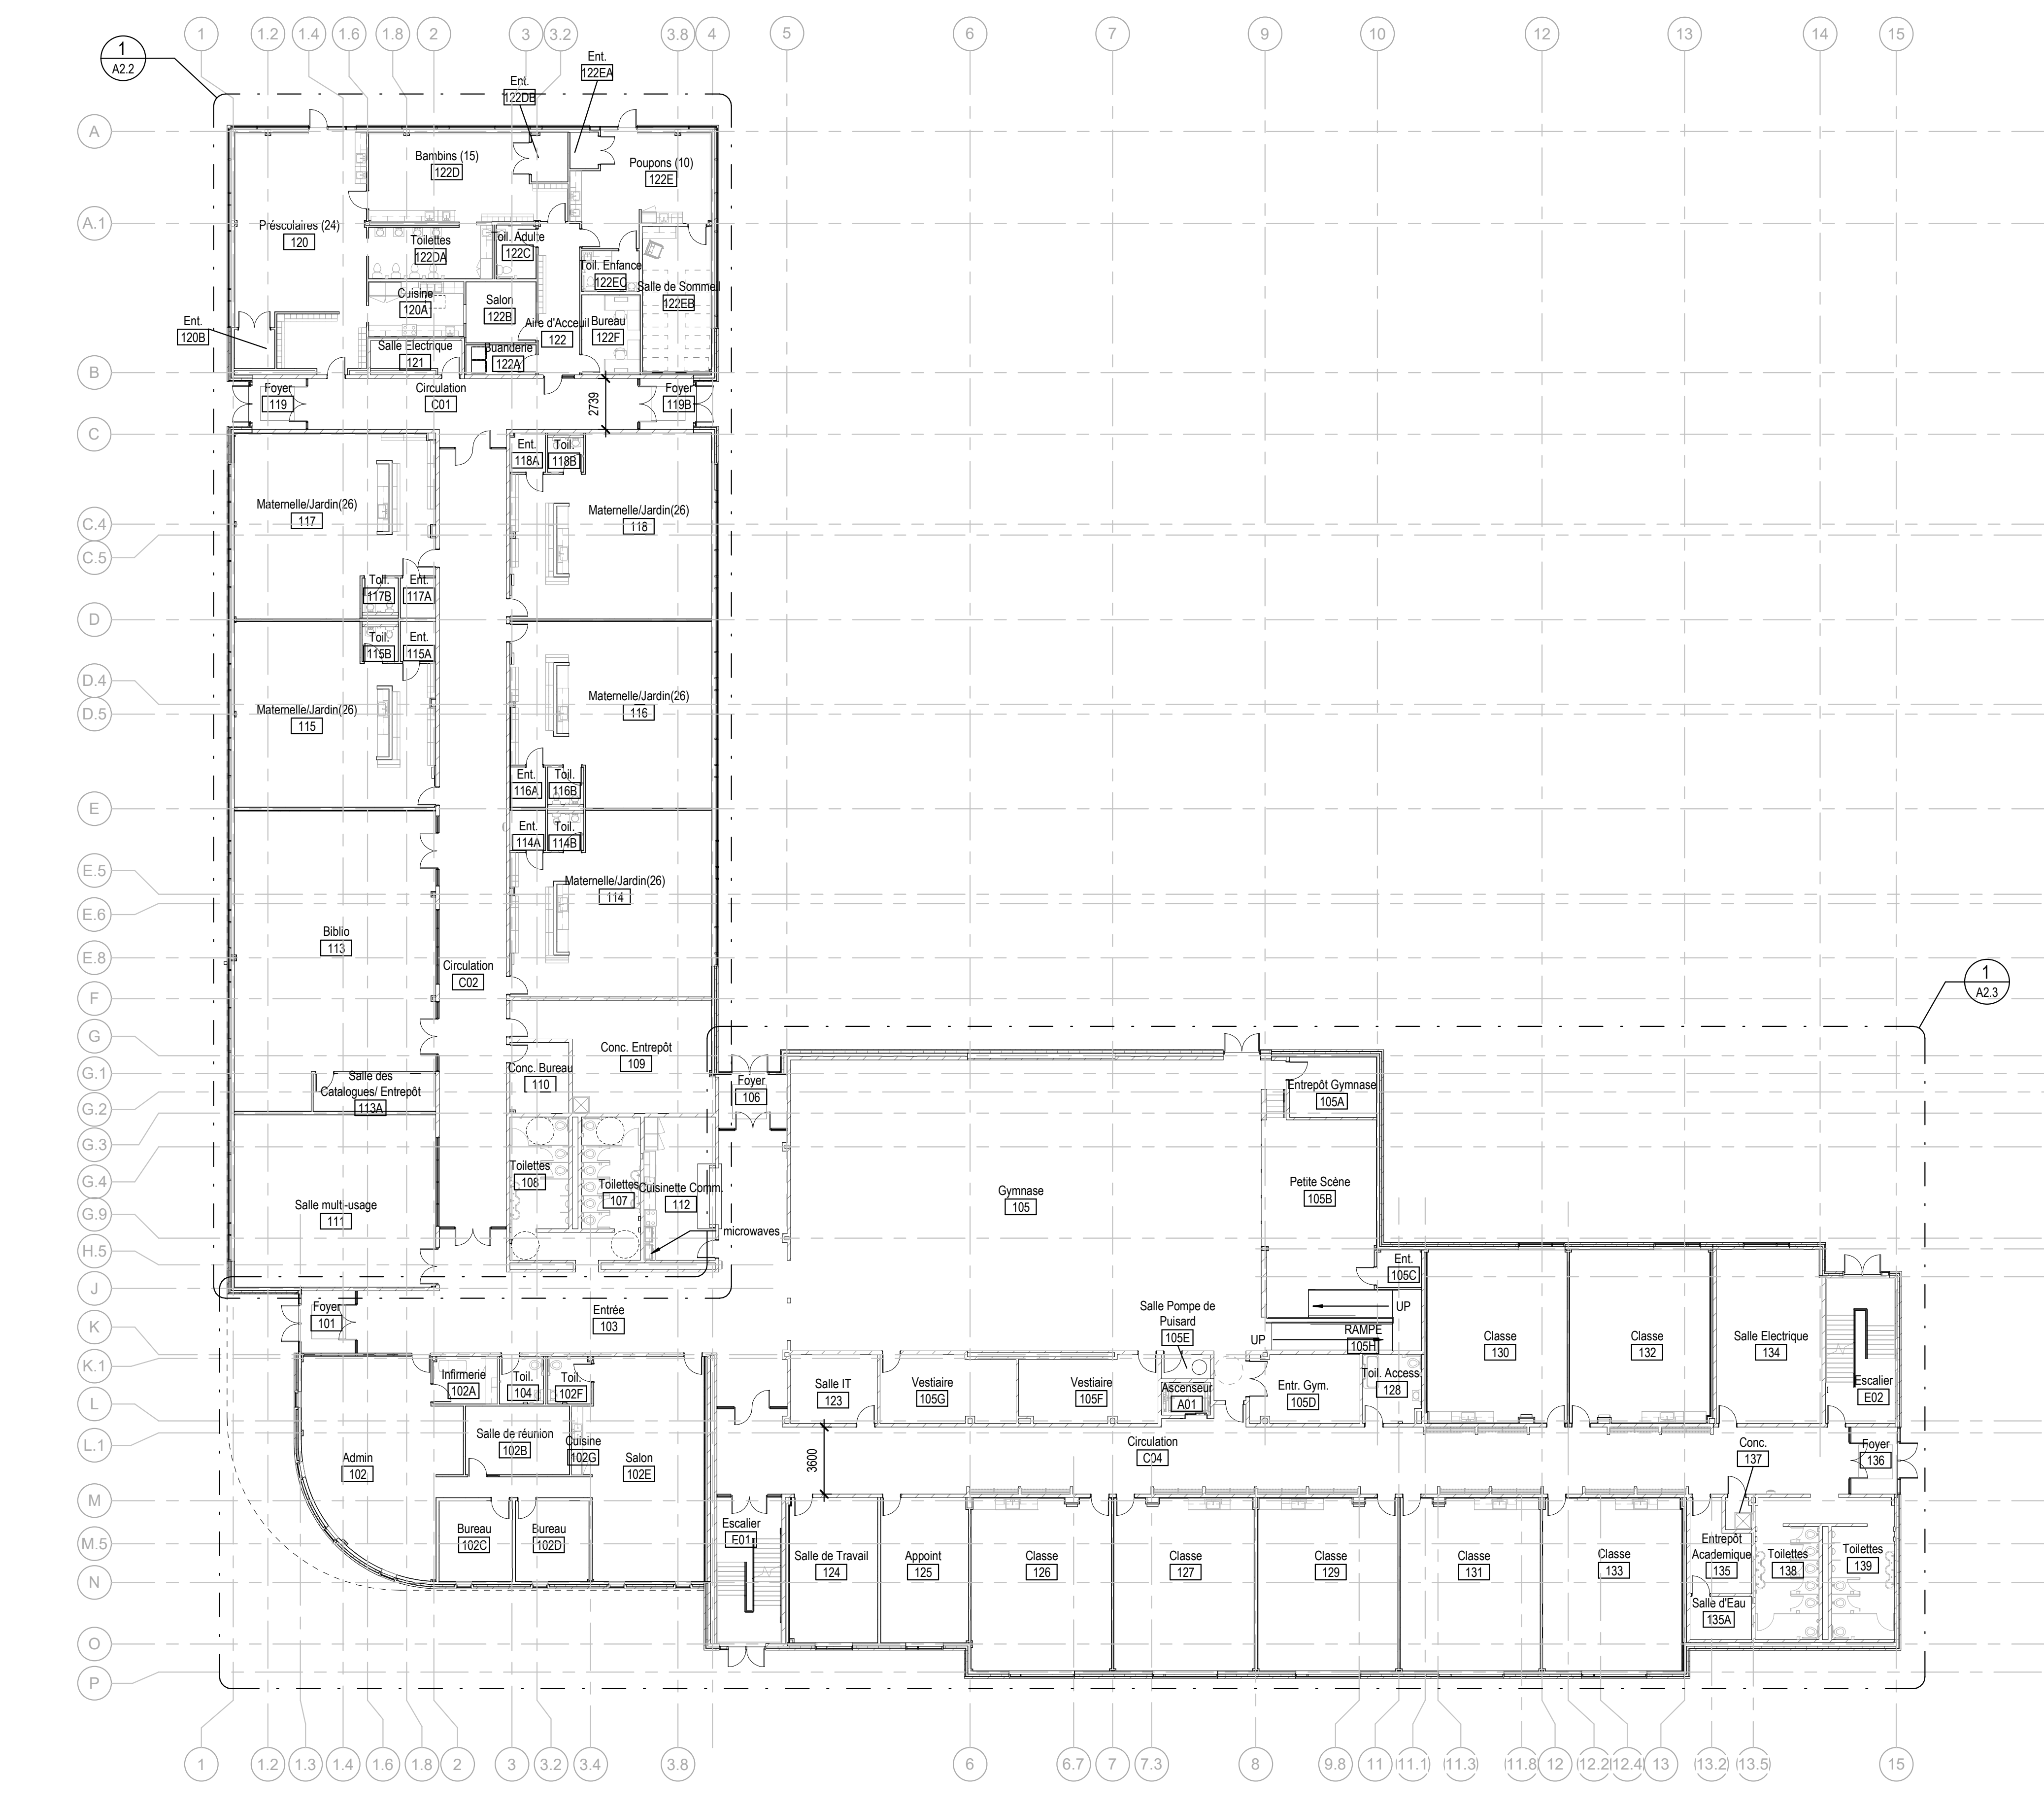 1
1.2
1.4
1.6
1.8
2
3
3.2
3.8
4
5
6
7
9
10
12
13
14
15
1
A2.2
Ent.
122EA
Ent.
122DB
A
Bambins (15)
122D
Poupons (10)
122E
A.1
Préscolaires (24)
120
Toilettes
122DA
Toil. Adulte
122C
Toil. Enfance
122EC
Salle de Sommeil
122EB
Cuisine
120A
Salon
122B
Aire d'Acceuil
122
Bureau
122F
Ent.
120B
Salle Electrique
121
Buanderie
122A
B
Foyer
119
Circulation
C01
2739
Foyer
119B
C
Ent.
118A
Toil.
118B
Maternelle/Jardin(26)
117
Maternelle/Jardin(26)
118
C.4
C.5
Toil.
117B
Ent.
117A
D
Toil.
115B
Ent.
115A
D.4
D.5
Maternelle/Jardin(26)
115
Maternelle/Jardin(26)
116
Ent.
116A
Toil.
116B
E
Ent.
114A
Toil.
114B
E.5
Maternelle/Jardin(26)
114
E.6
Biblio
113
E.8
Circulation
C02
F
1
A2.3
G
Conc. Entrepôt
109
Conc. Bureau
110
G.1
Salle des
Catalogues/ Entrepôt
113A
Foyer
106
Entrepôt Gymnase
105A
G.2
G.3
G.4
Toilettes
108
Toilettes
107
Cuisinette Comm.
112
Gymnase
105
Petite Scène
105B
Salle multi-usage
111
G.9
microwaves
H.5
Ent.
105C
J
Foyer
101
Entrée
103
Salle Pompe de
Puisard
105E
UP
UP
RAMPE
105H
K
Classe
130
Classe
132
Salle Electrique
134
K.1
Infirmerie
102A
Toil.
104
Toil.
102F
Salle IT
123
Vestiaire
105G
Vestiaire
105F
Ascenseur
A01
Entr. Gym.
105D
Toil. Access.
128
Escalier
E02
L
L.1
Admin
102
Salle de réunion
102B
Cuisine
102G
Salon
102E
3600
Circulation
C04
Conc.
137
Foyer
136
M
Bureau
102C
Bureau
102D
Escalier
E01
M.5
Salle de Travail
124
Appoint
125
Classe
126
Classe
127
Classe
129
Classe
131
Classe
133
Entrepôt
Academique
135
Toilettes
138
Toilettes
139
N
Salle d'Eau
135A
O
P
1
1.2
1.3
1.4
1.6
1.8
2
3
3.2
3.4
3.8
6
6.7
7
7.3
8
9.8
11
11.1
11.3
11.8
12
12.2
12.4
13
13.2
13.5
15